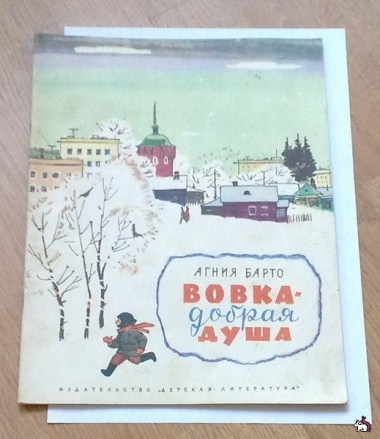 АГНИЯ БАРТО
ВОВКА-
добрая
ДУША
ИЗДАТЕЛЬСТВО „ДЕТСКАЯ ЛИТЕРАТУРА"